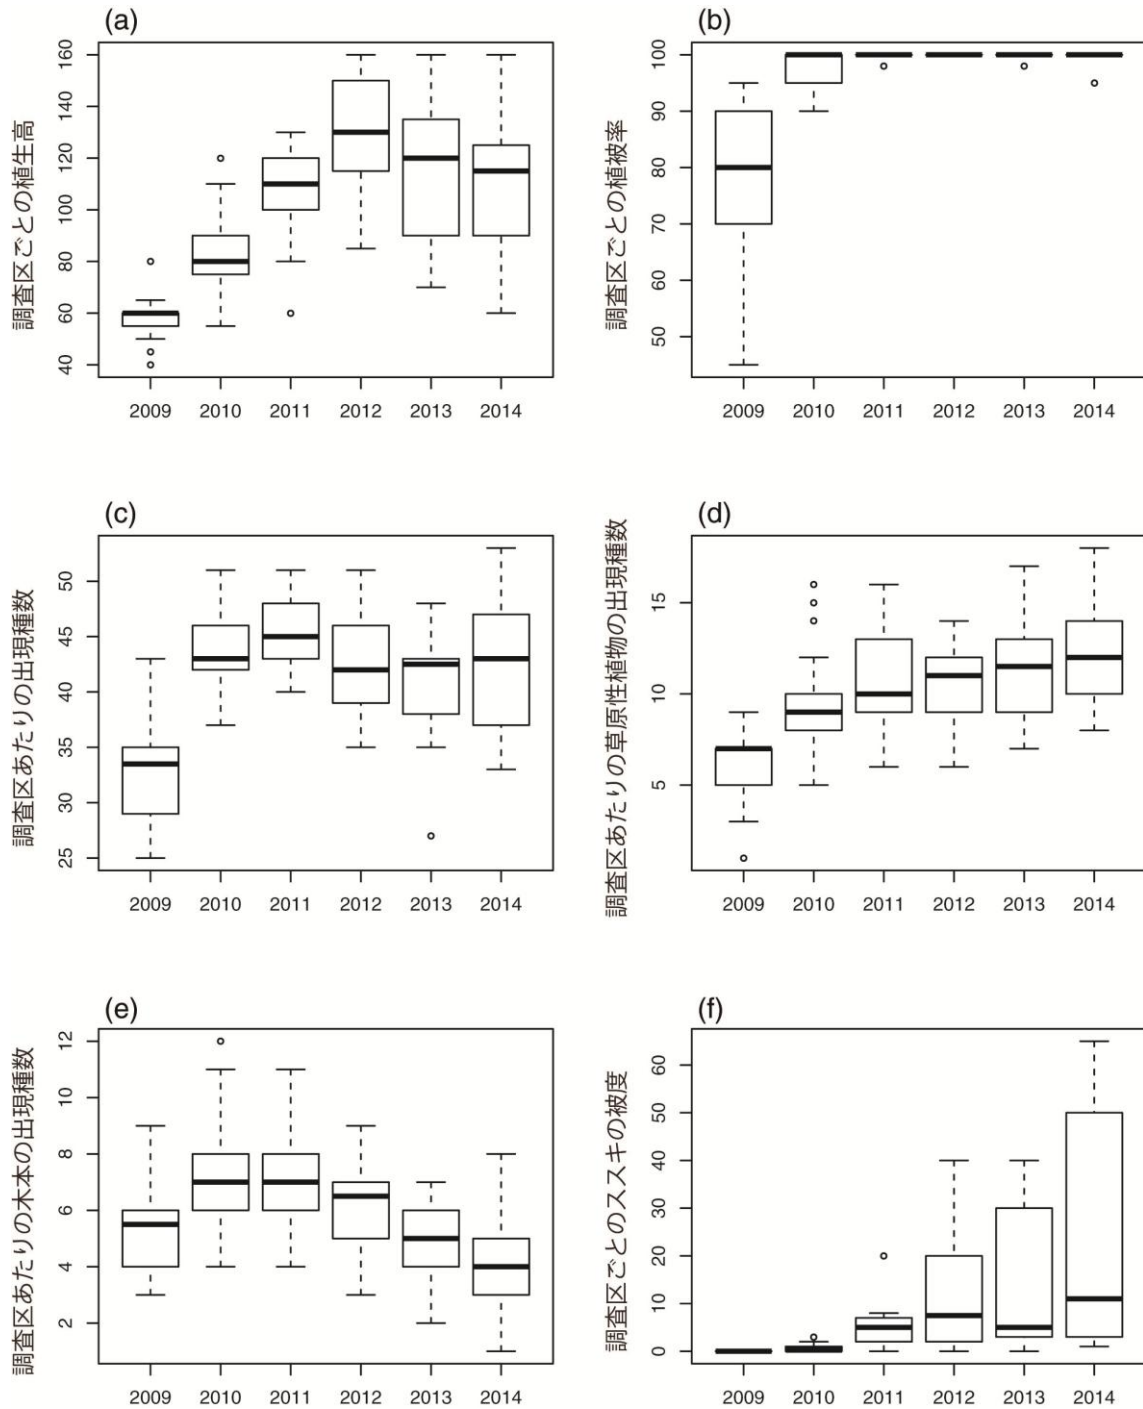 (a)
調査区ごとの植生高
160
140
120
100
80
60
40
2009 2010 2011 2012 2013 2014
(b)
調査区ごとの植被率
100
90
80
70
60
50
2009 2010 2011 2012 2013 2014
(c)
調査区あたりの出現種数
50
45
40
35
30
25
2009 2010 2011 2012 2013 2014
(d)
調査区あたりの草原性植物の出現種数
15
10
5
2009 2010 2011 2012 2013 2014
(e)
調査区あたりの木本の出現種数
12
10
8
6
4
2
2009 2010 2011 2012 2013 2014
(f)
調査区ごとのススキの被度
60
50
40
30
20
10
0
2009 2010 2011 2012 2013 2014